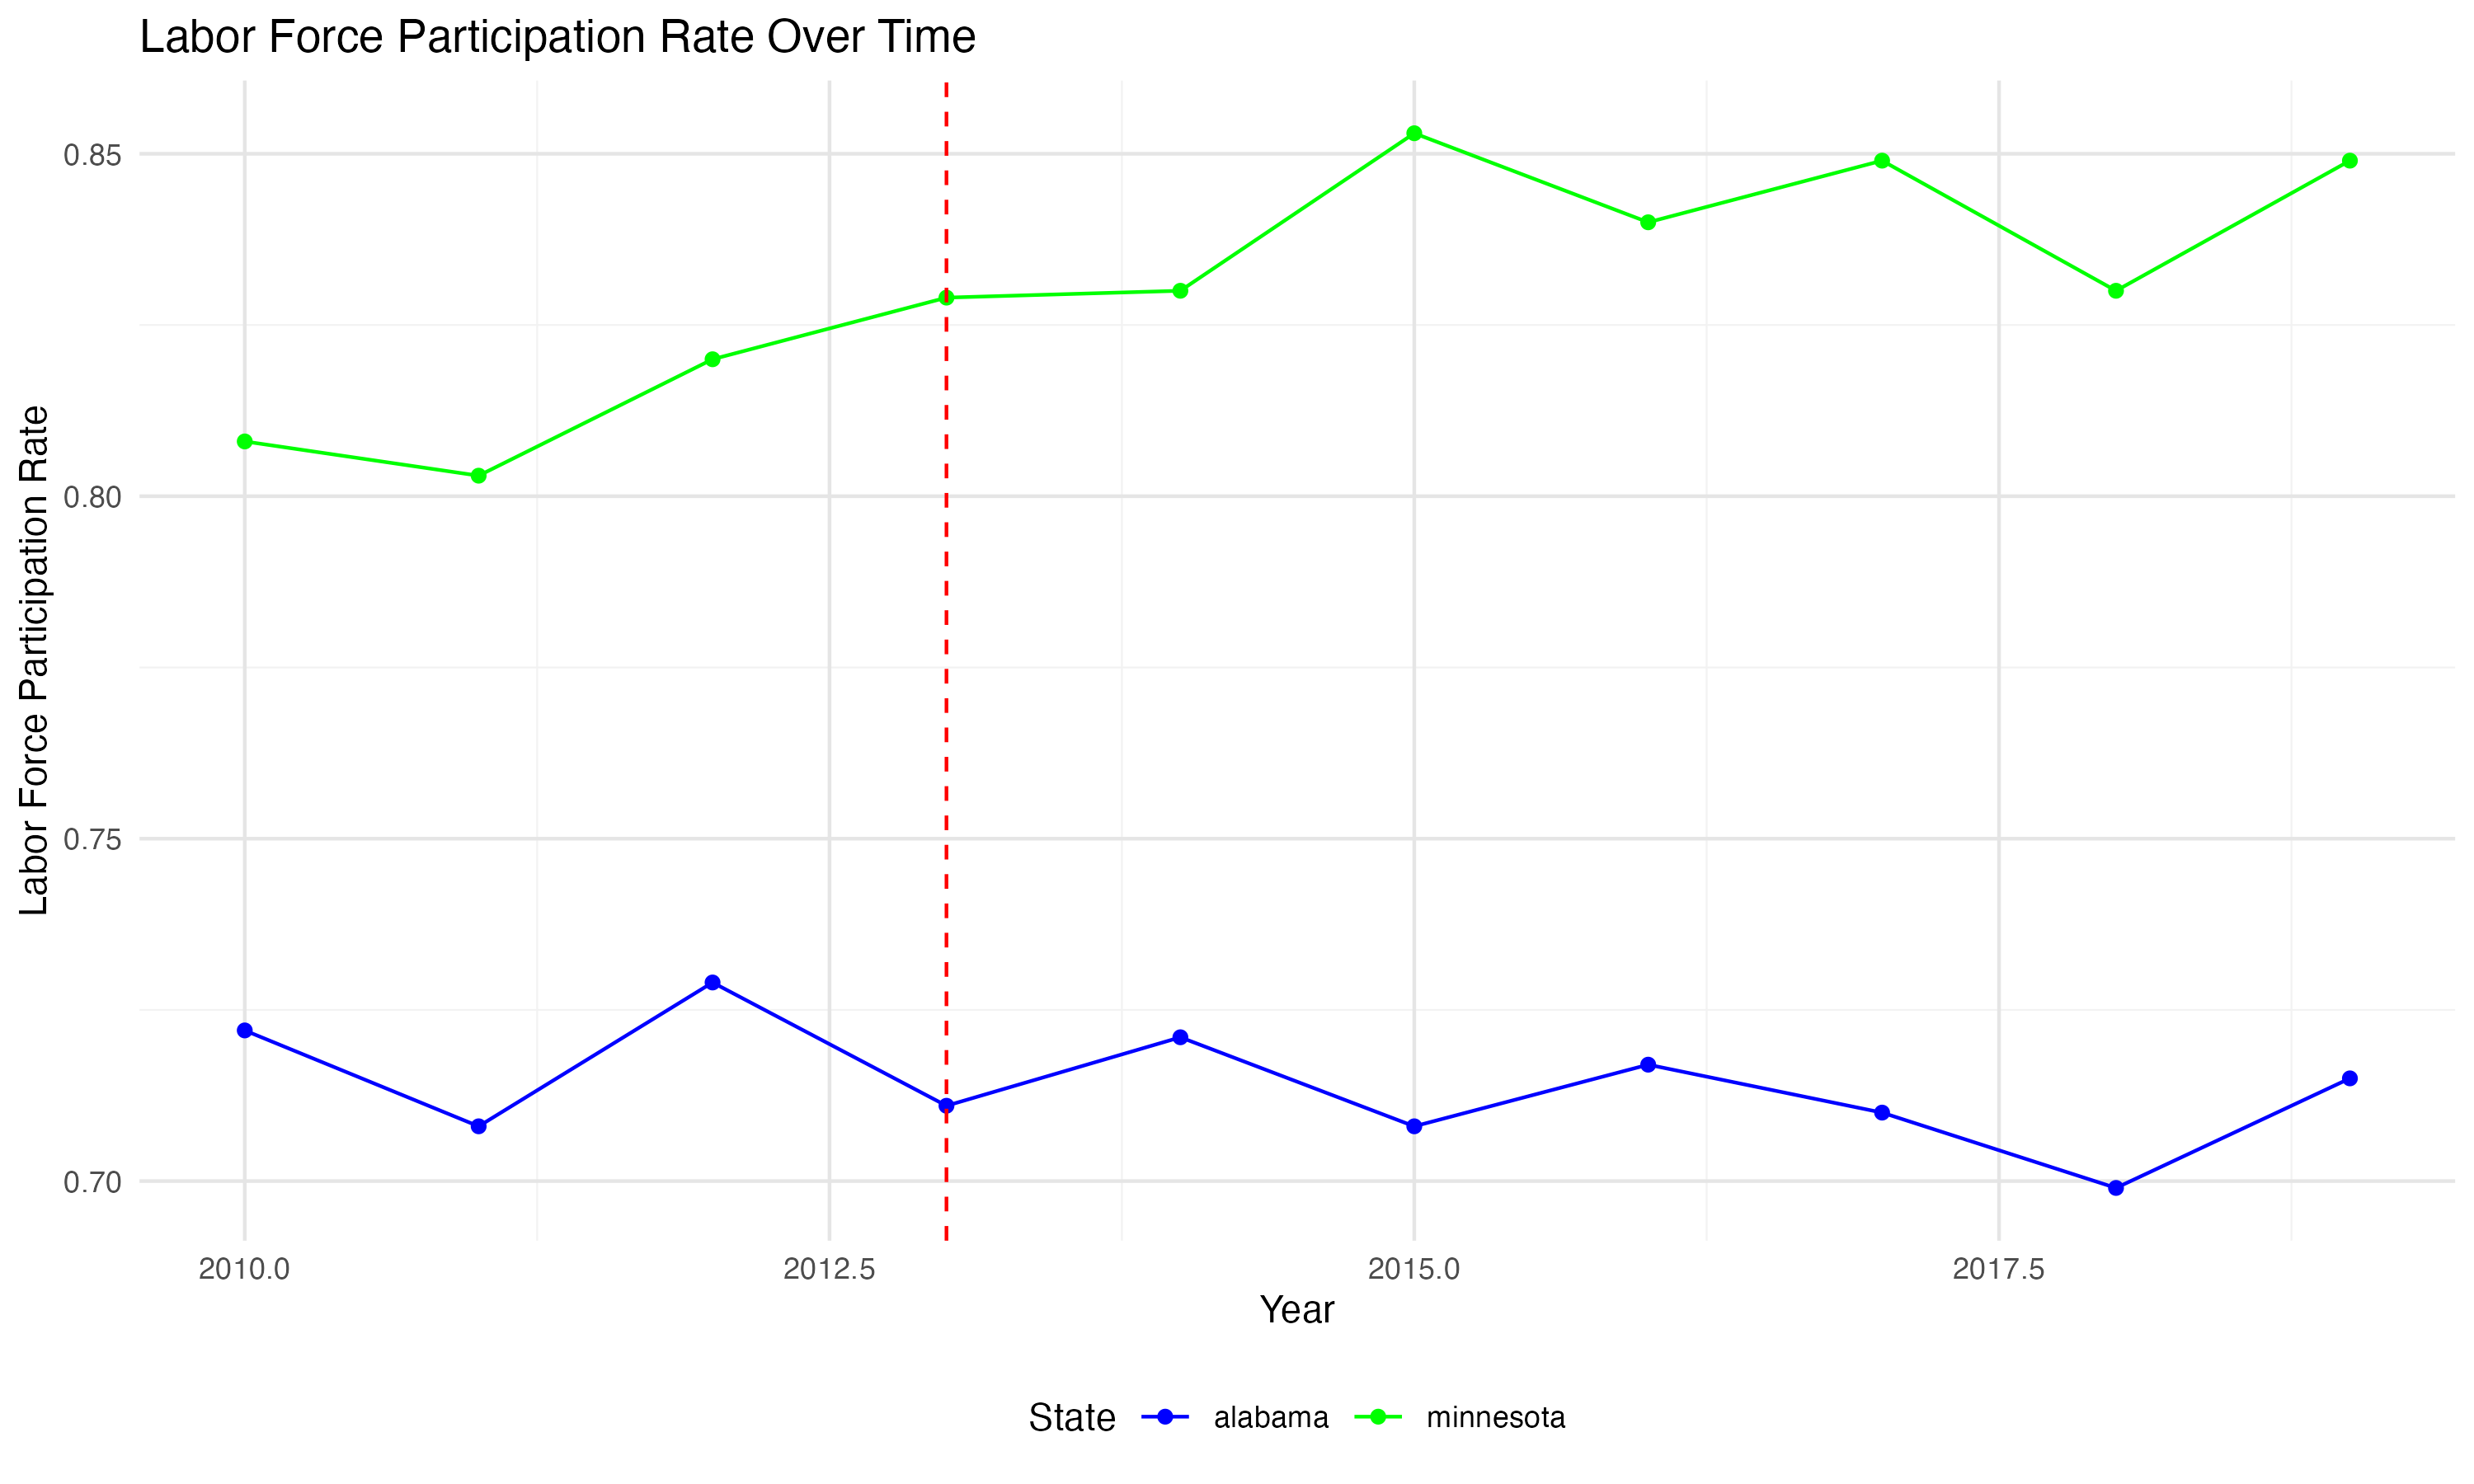 Labor Force Participation Rate Over Time
Labor Force Participation Rate
0.85
0.80
0.75
0.70
2010.0 2012.5 2015.0 2017.5
Year
State alabama minnesota